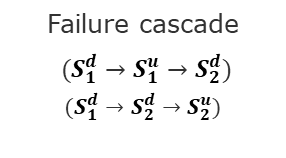 Failure cascade
(S₁ᵈ → S₁ᵘ → S₂ᵈ)
(S₁ᵈ → S₂ᵈ → S₂ᵘ)